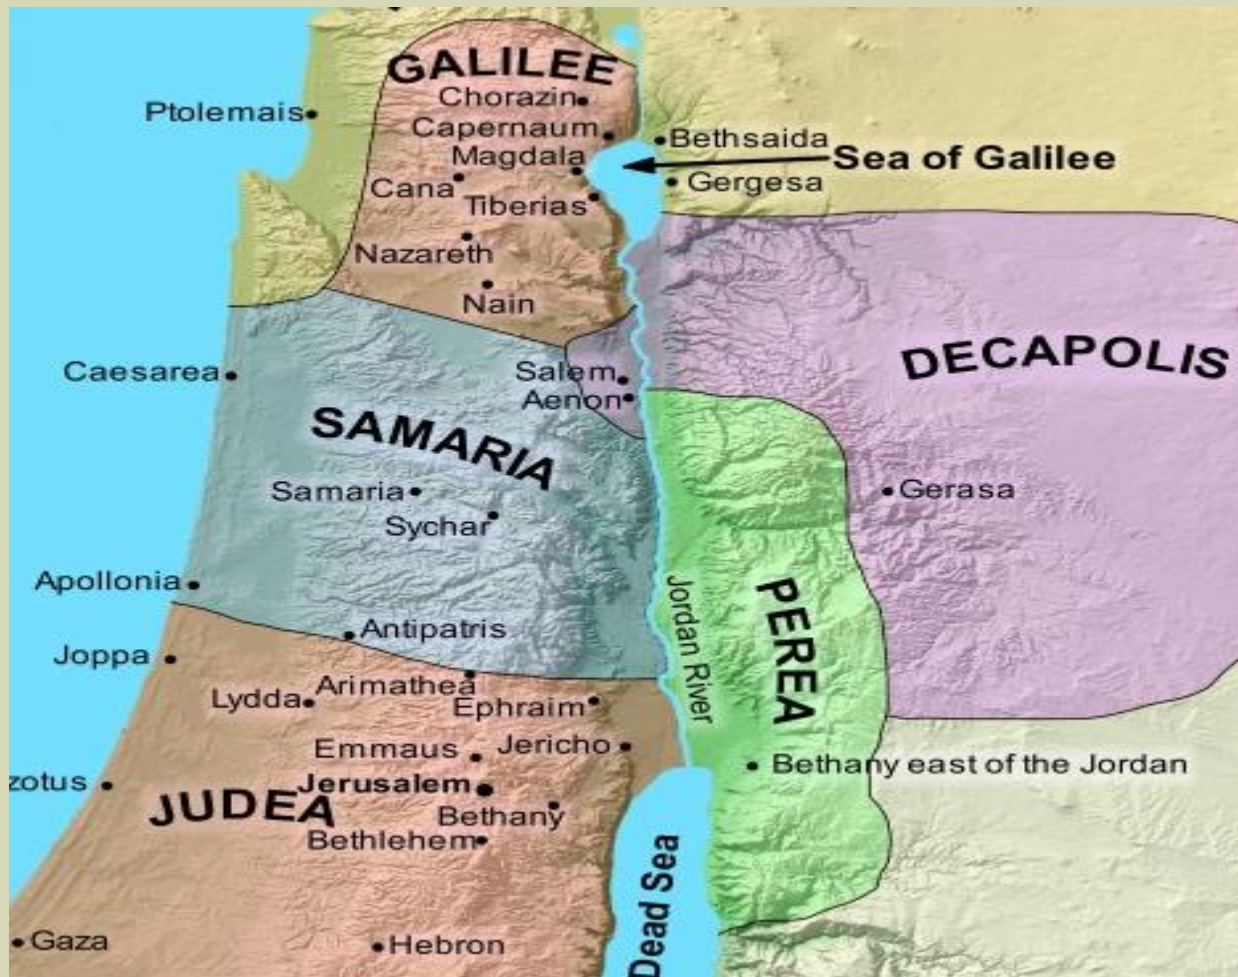 GALILEE
Chorazin
Ptolemais
Capernaum
Bethsaida
Magdala
Sea of Galilee
Cana
Gergesa
Tiberias
Nazareth
Nain
DECAPOLIS
Caesarea
Salem
Aenon
SAMARIA
Samaria
Gerasa
Sychar
Apollonia
Jordan River
PEREA
Antipatris
Joppa
Arimathea
Lydda
Ephraim
Emmaus
Jericho
Bethany east of the Jordan
zotus
Jerusalem
JUDEA
Bethany
Bethlehem
Dead Sea
Gaza
Hebron